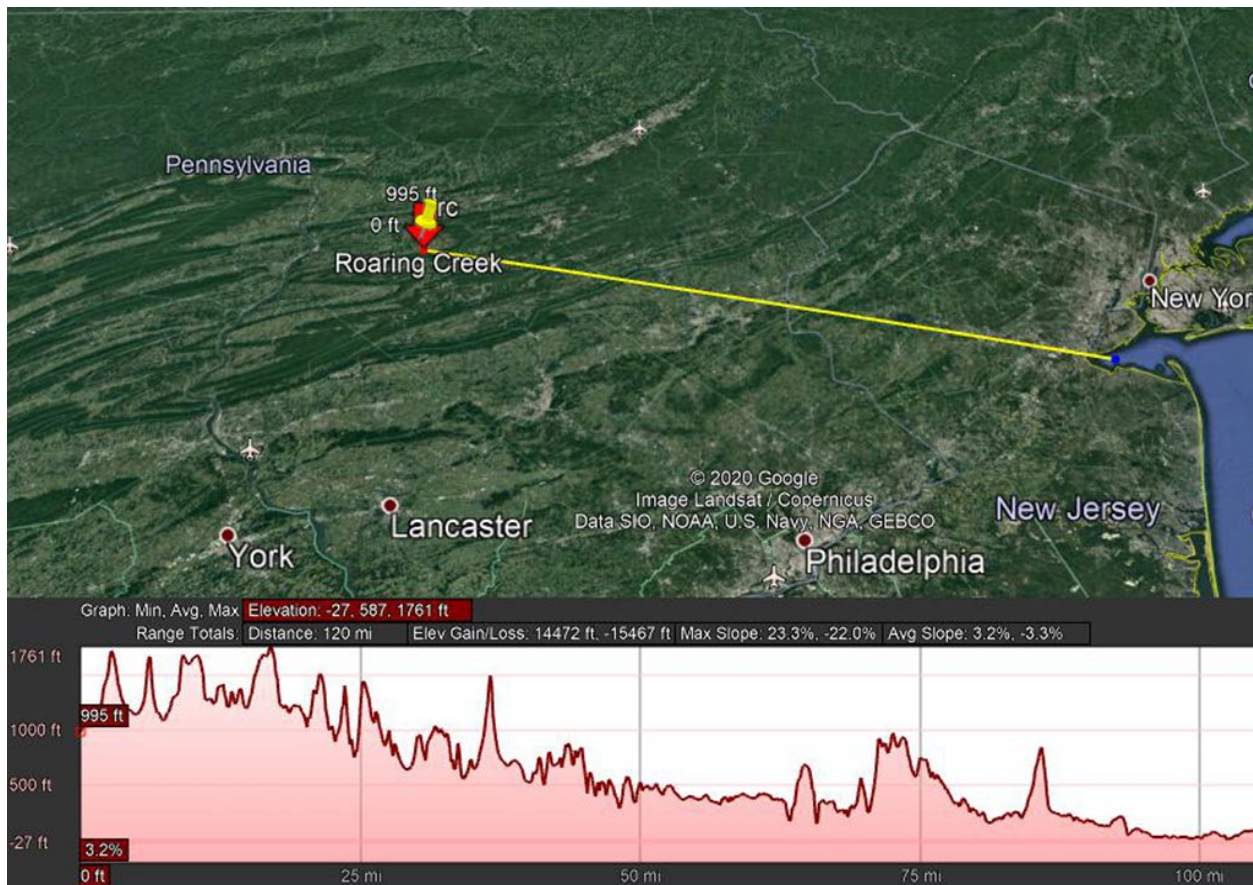 Pennsylvania
995 ft
rc
0 ft
Roaring Creek
New Yor
© 2020 Google
Image Landsat / Copernicus
Data SIO, NOAA, U.S. Navy, NGA, GEBCO
New Jersey
Lancaster
York
Philadelphia
Graph: Min, Avg, Max Elevation: -27, 587, 1761 ft
Range Totals: Distance: 120 mi Elev Gain/Loss: 14472 ft, -15467 ft Max Slope: 23.3%, -22.0% Avg Slope: 3.2%, -3.3%
1761 ft
995 ft
1000 ft
500 ft
-27 ft
3.2%
0 ft 25 mi 50 mi 75 mi 100 mi